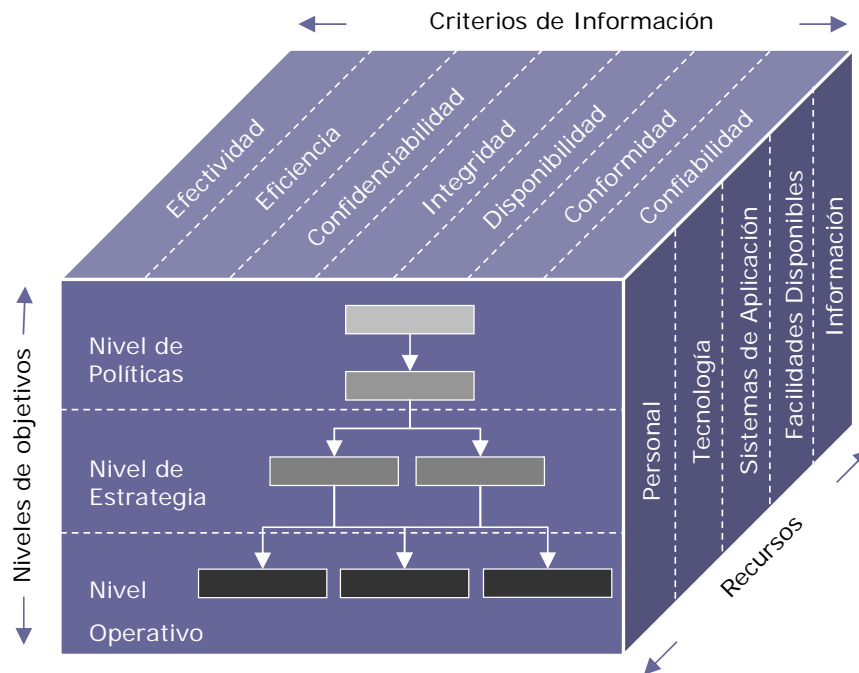 Criterios de Información
Efectividad
Eficiencia
Confidenciabilidad
Integridad
Disponibilidad
Conformidad
Confiabilidad
Niveles de objetivos
Nivel de
Políticas
Nivel de
Estrategia
Nivel
Operativo
Personal
Tecnología
Sistemas de Aplicación
Facilidades Disponibles
Información
Recursos